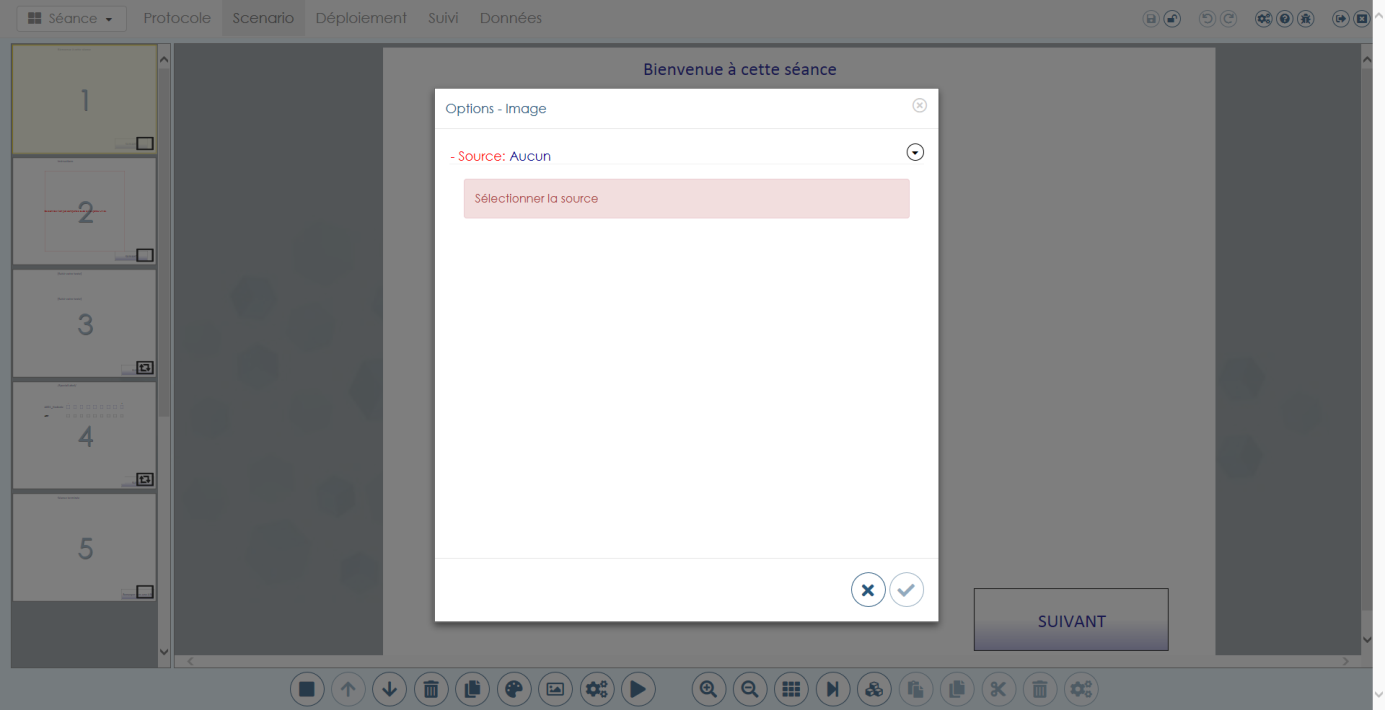 Séance Protocole Scenario Déploiement Suivi Données
Bienvenue à cette séance
Options - Image
- Source: Aucun
Sélectionner la source
1
2
3
4
5
SUIVANT